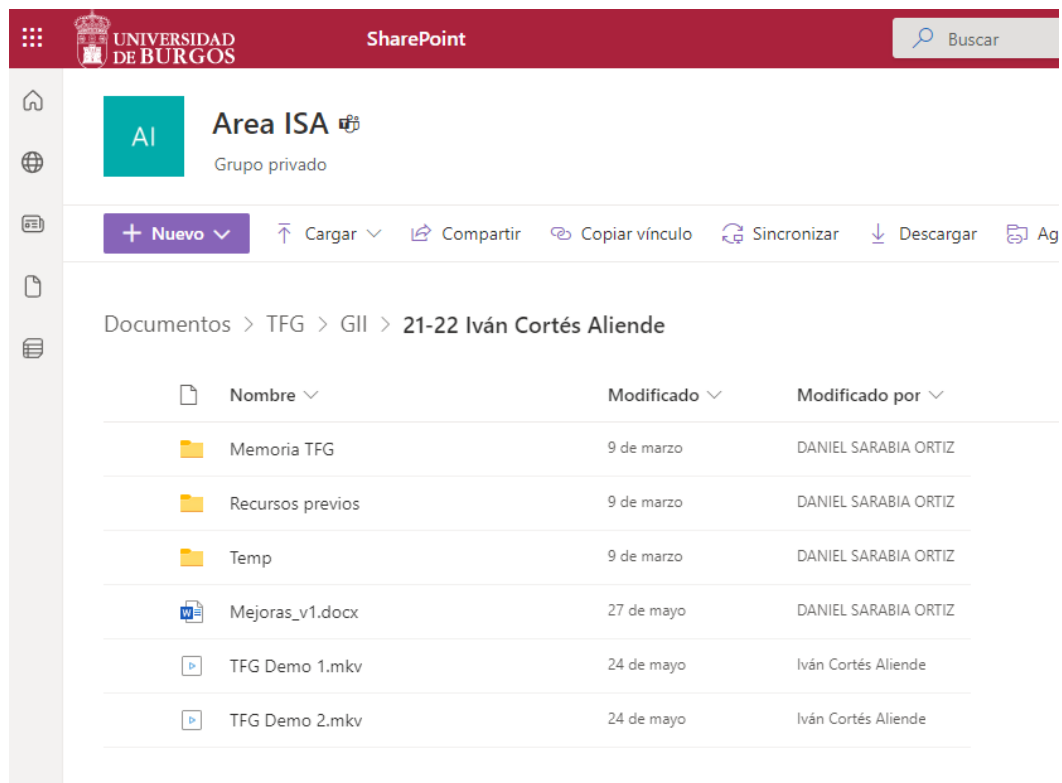 UNIVERSIDAD
DE BURGOS
SharePoint
Buscar
AI
Area ISA
Grupo privado
Nuevo Cargar Compartir Copiar vínculo Sincronizar Descargar Ag
Documentos > TFG > GII > 21-22 Iván Cortés Aliende
Nombre Modificado Modificado por
Memoria TFG 9 de marzo DANIEL SARABIA ORTIZ
Recursos previos 9 de marzo DANIEL SARABIA ORTIZ
Temp 9 de marzo DANIEL SARABIA ORTIZ
Mejoras_v1.docx 27 de mayo DANIEL SARABIA ORTIZ
TFG Demo 1.mkv 24 de mayo Iván Cortés Aliende
TFG Demo 2.mkv 24 de mayo Iván Cortés Aliende